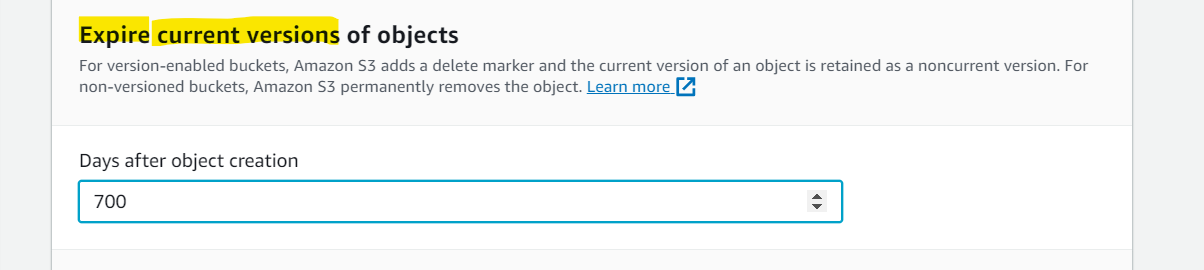 Expire current versions of objects
For version-enabled buckets, Amazon S3 adds a delete marker and the current version of an object is retained as a noncurrent version. For
non-versioned buckets, Amazon S3 permanently removes the object. Learn more
Days after object creation
700